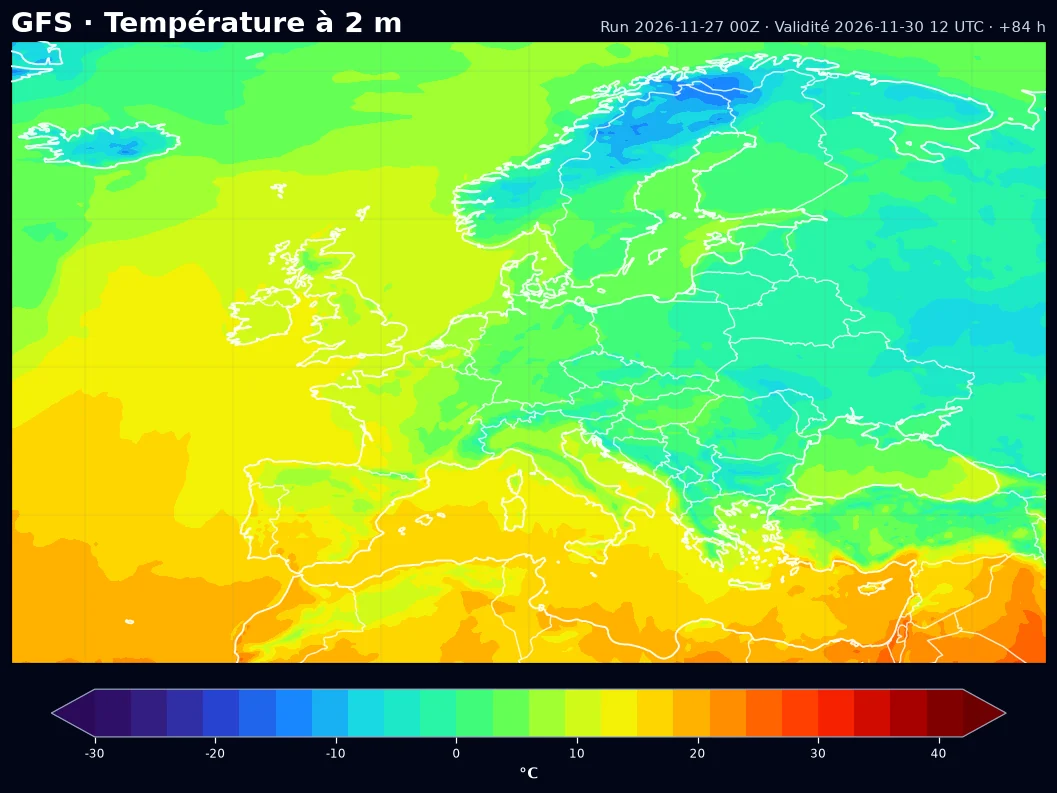 GFS · Température à 2 m
Run 2026-11-27 00Z · Validité 2026-11-30 12 UTC · +84 h
-30 -20 -10 0 10 20 30 40
°C